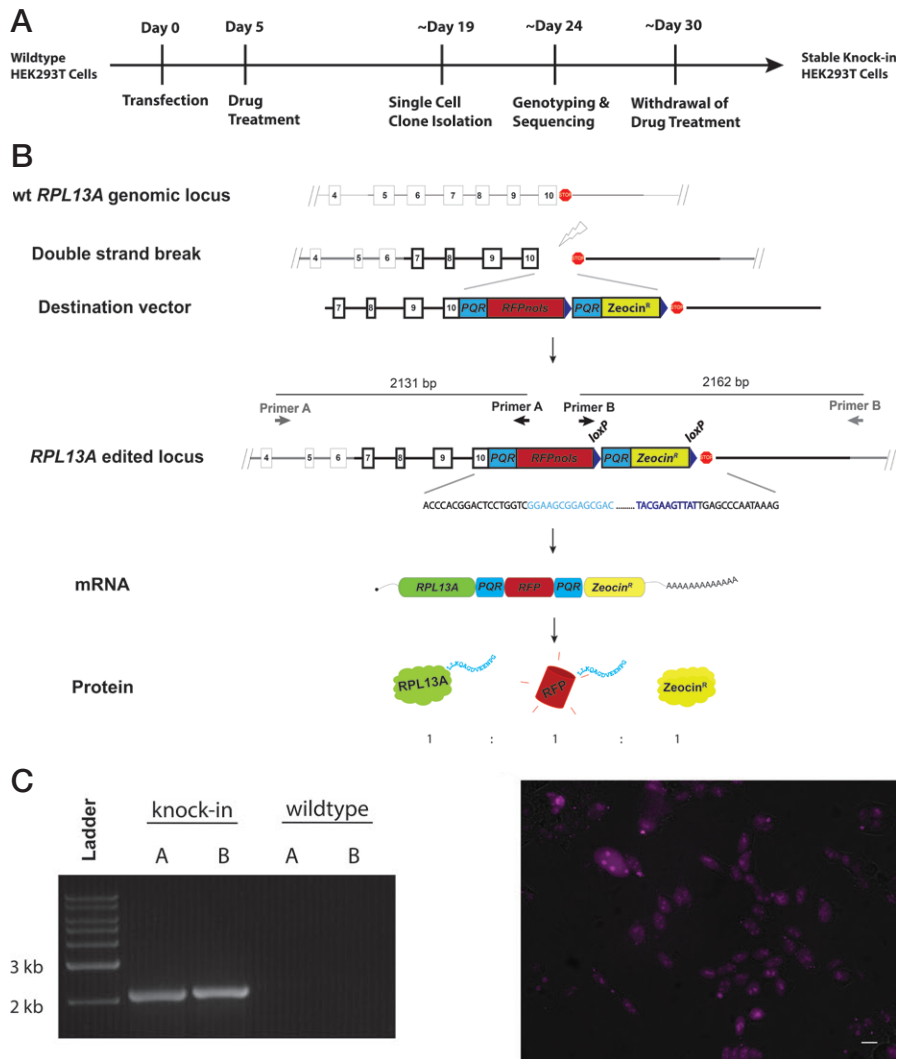 A
Day 0
Day 5
~Day 19
~Day 24
~Day 30
Wildtype
HEK293T Cells
Stable Knock-in
HEK293T Cells
Transfection
Drug
Treatment
Single Cell
Clone Isolation
Genotyping &
Sequencing
Withdrawal of
Drug Treatment
B
wt RPL13A genomic locus
4 5 6 7 8 9 10 STOP
Double strand break
4 5 6 7 8 9 10 STOP
Destination vector
7 8 9 10 PQR RFPnols PQR Zeocinᴿ STOP
2131 bp
2162 bp
Primer A
Primer A
Primer B
Primer B
loxP
loxP
RPL13A edited locus
4 5 6 7 8 9 10 PQR RFPnols PQR Zeocinᴿ STOP
ACCCACGGACTCCTGGTCGGAAGCGGAGCGAC ......... TACGAAGTTATTGAGCCCAATAAAG
mRNA
RPL13A PQR RFP PQR Zeocinᴿ AAAAAAAAAAAA
Protein
RPL13A
RFP
Zeocinᴿ
1 : 1 : 1
C
Ladder
knock-in
wildtype
A B A B
3 kb
2 kb